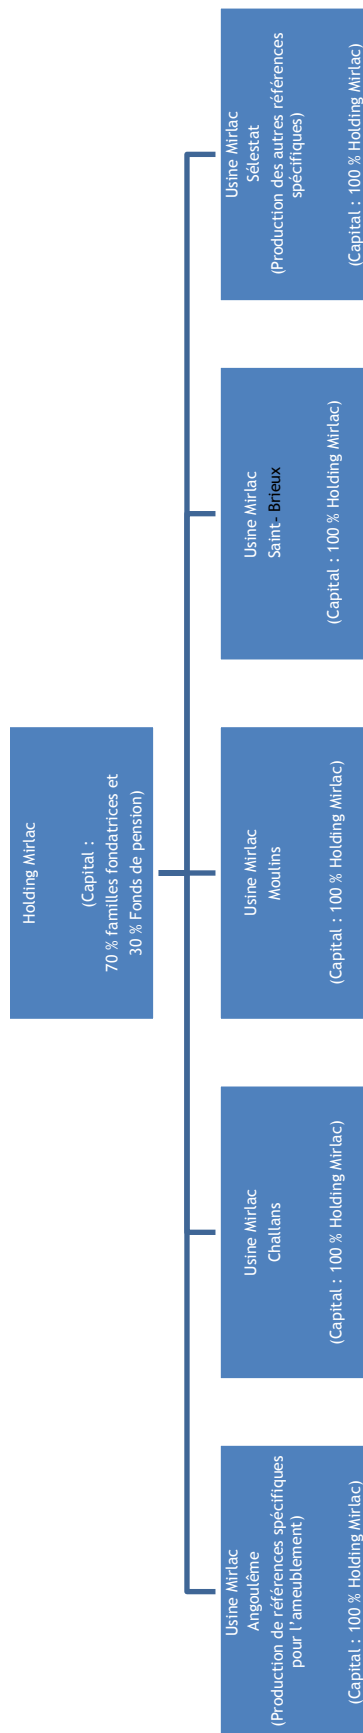 Holding Mirlac
(Capital :
70 % familles fondatrices et
30 % Fonds de pension)
Usine Mirlac
Angoulême
(Production de références spécifiques
pour l'ameublement)
(Capital : 100 % Holding Mirlac)
Usine Mirlac
Challans
(Capital : 100 % Holding Mirlac)
Usine Mirlac
Moulins
(Capital : 100 % Holding Mirlac)
Usine Mirlac
Saint- Brieux
(Capital : 100 % Holding Mirlac)
Usine Mirlac
Sélestat
(Production des autres références
spécifiques)
(Capital : 100 % Holding Mirlac)